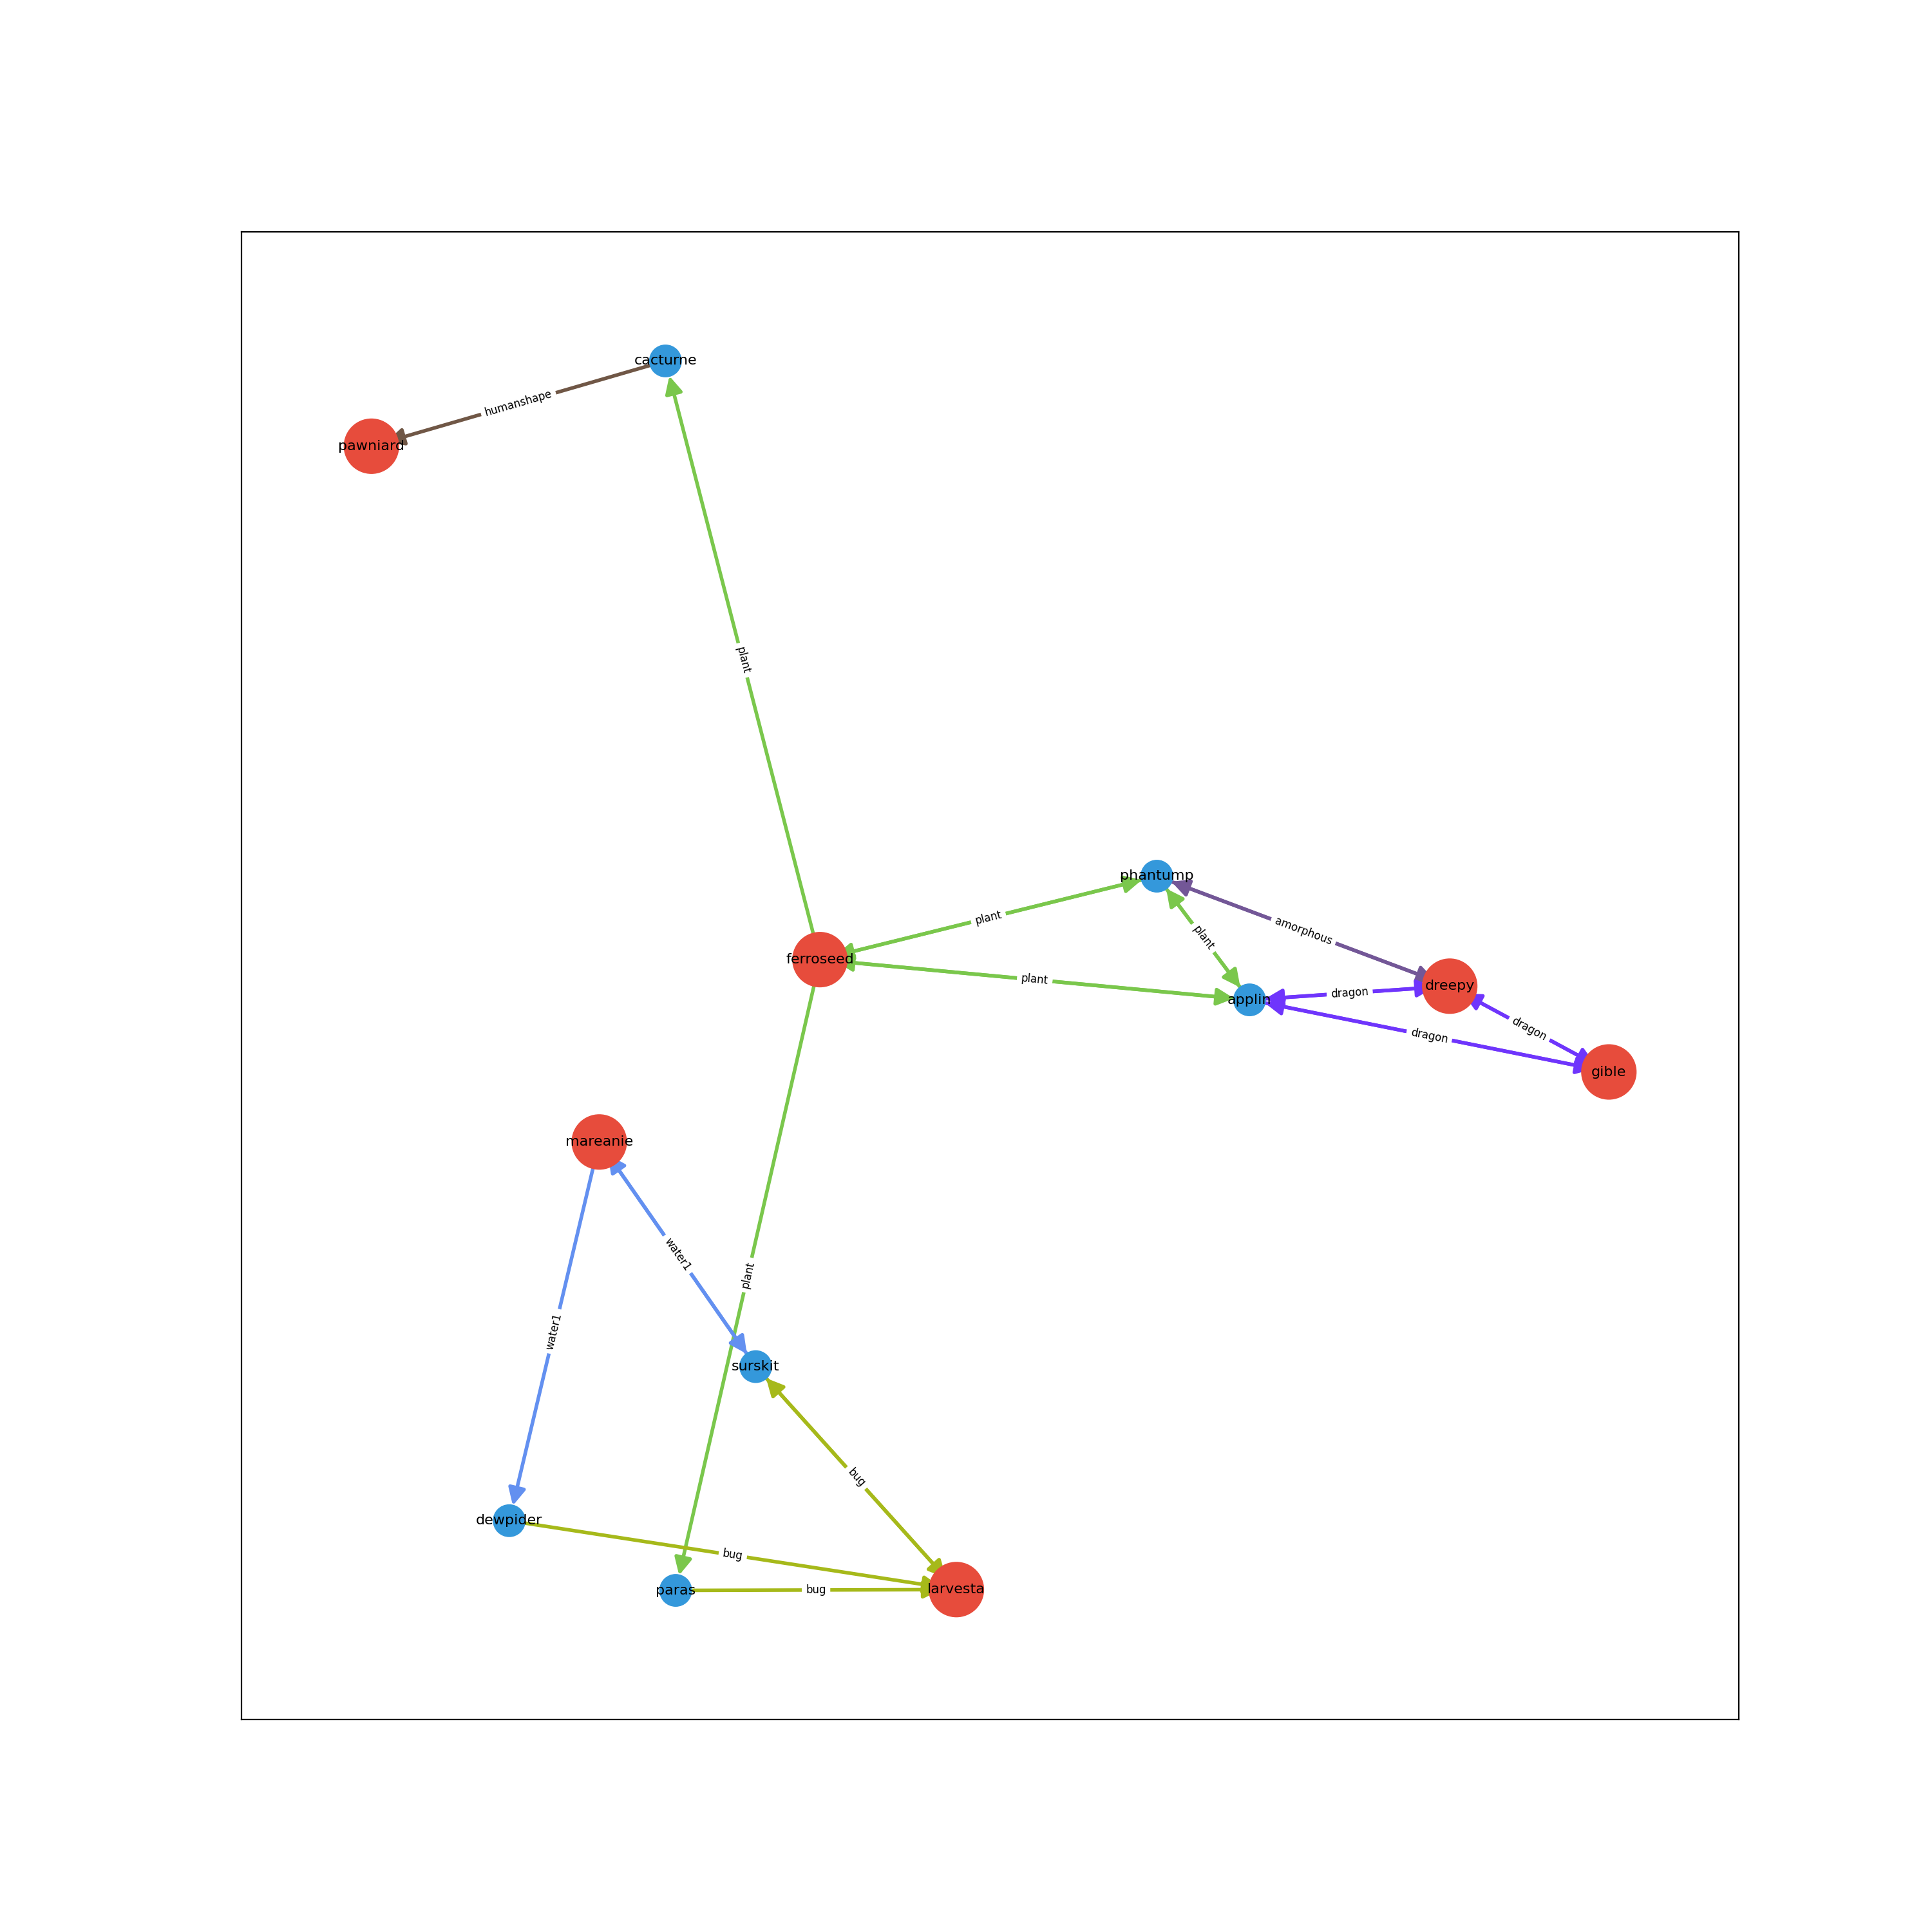 cacturne
humanshape
pawniard
plant
phantump
plant
amorphous
plant
ferroseed
plant
dreepy
dragon
applin
dragon
dragon
gible
mareanie
water1
plant
water1
surskit
bug
dewpider
bug
paras
bug
larvesta